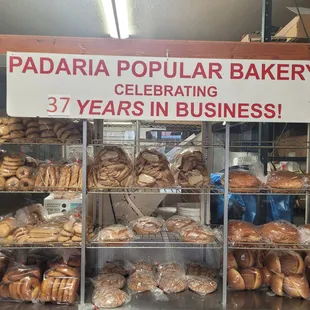 PADARIA POPULAR BAKERY
CELEBRATING
37 YEARS IN BUSINESS!